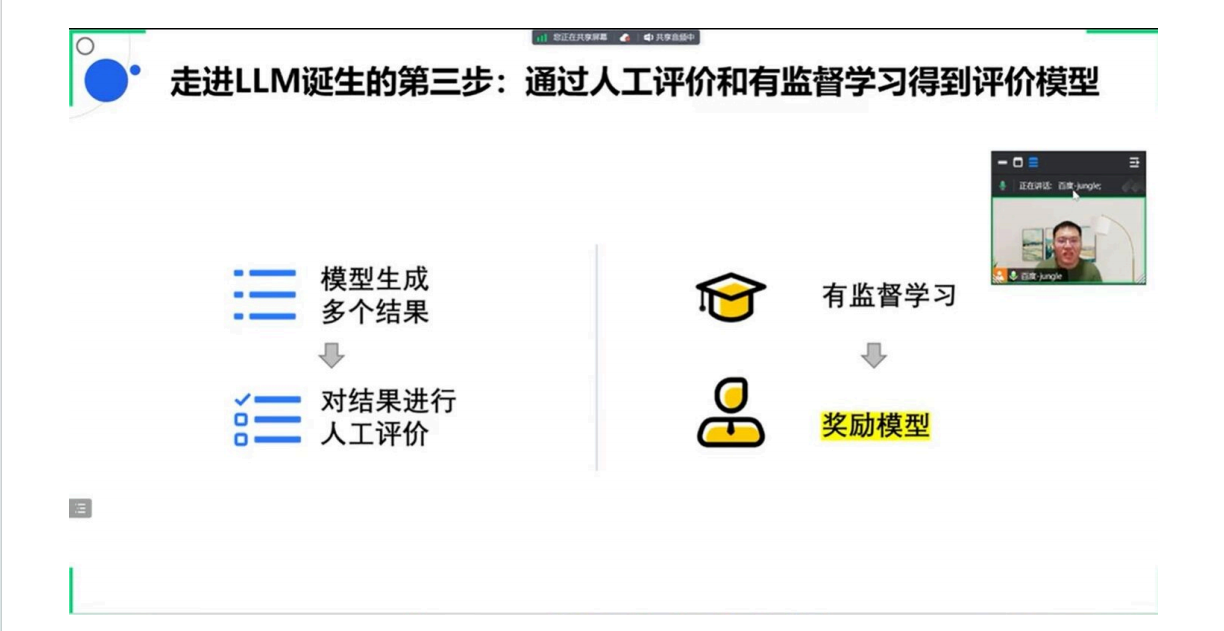 您正在共享屏幕 共享音频中
走进LLM诞生的第三步：通过人工评价和有监督学习得到评价模型
正在讲话: 百度-jungle;
百度-jungle
模型生成
多个结果
对结果进行
人工评价
有监督学习
奖励模型